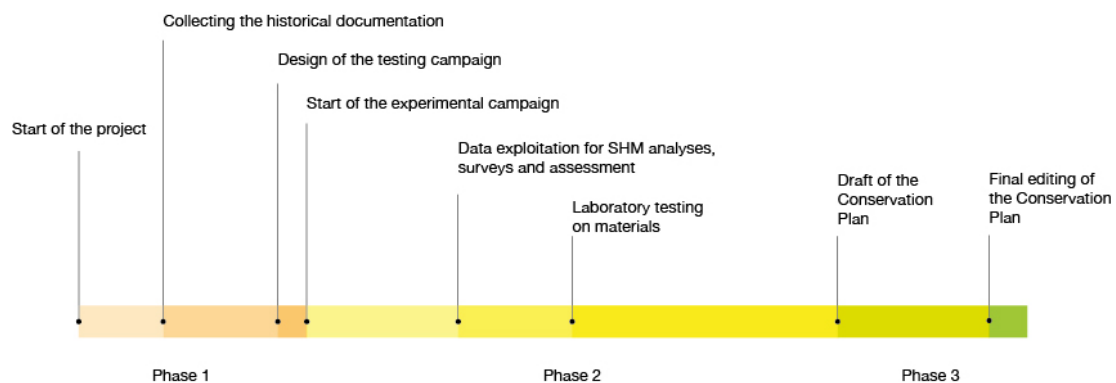 Collecting the historical documentation
Design of the testing campaign
Start of the experimental campaign
Start of the project
Data exploitation for SHM analyses,
surveys and assessment
Laboratory testing
on materials
Draft of the
Conservation
Plan
Final editing of
the Conservation
Plan
Phase 1
Phase 2
Phase 3